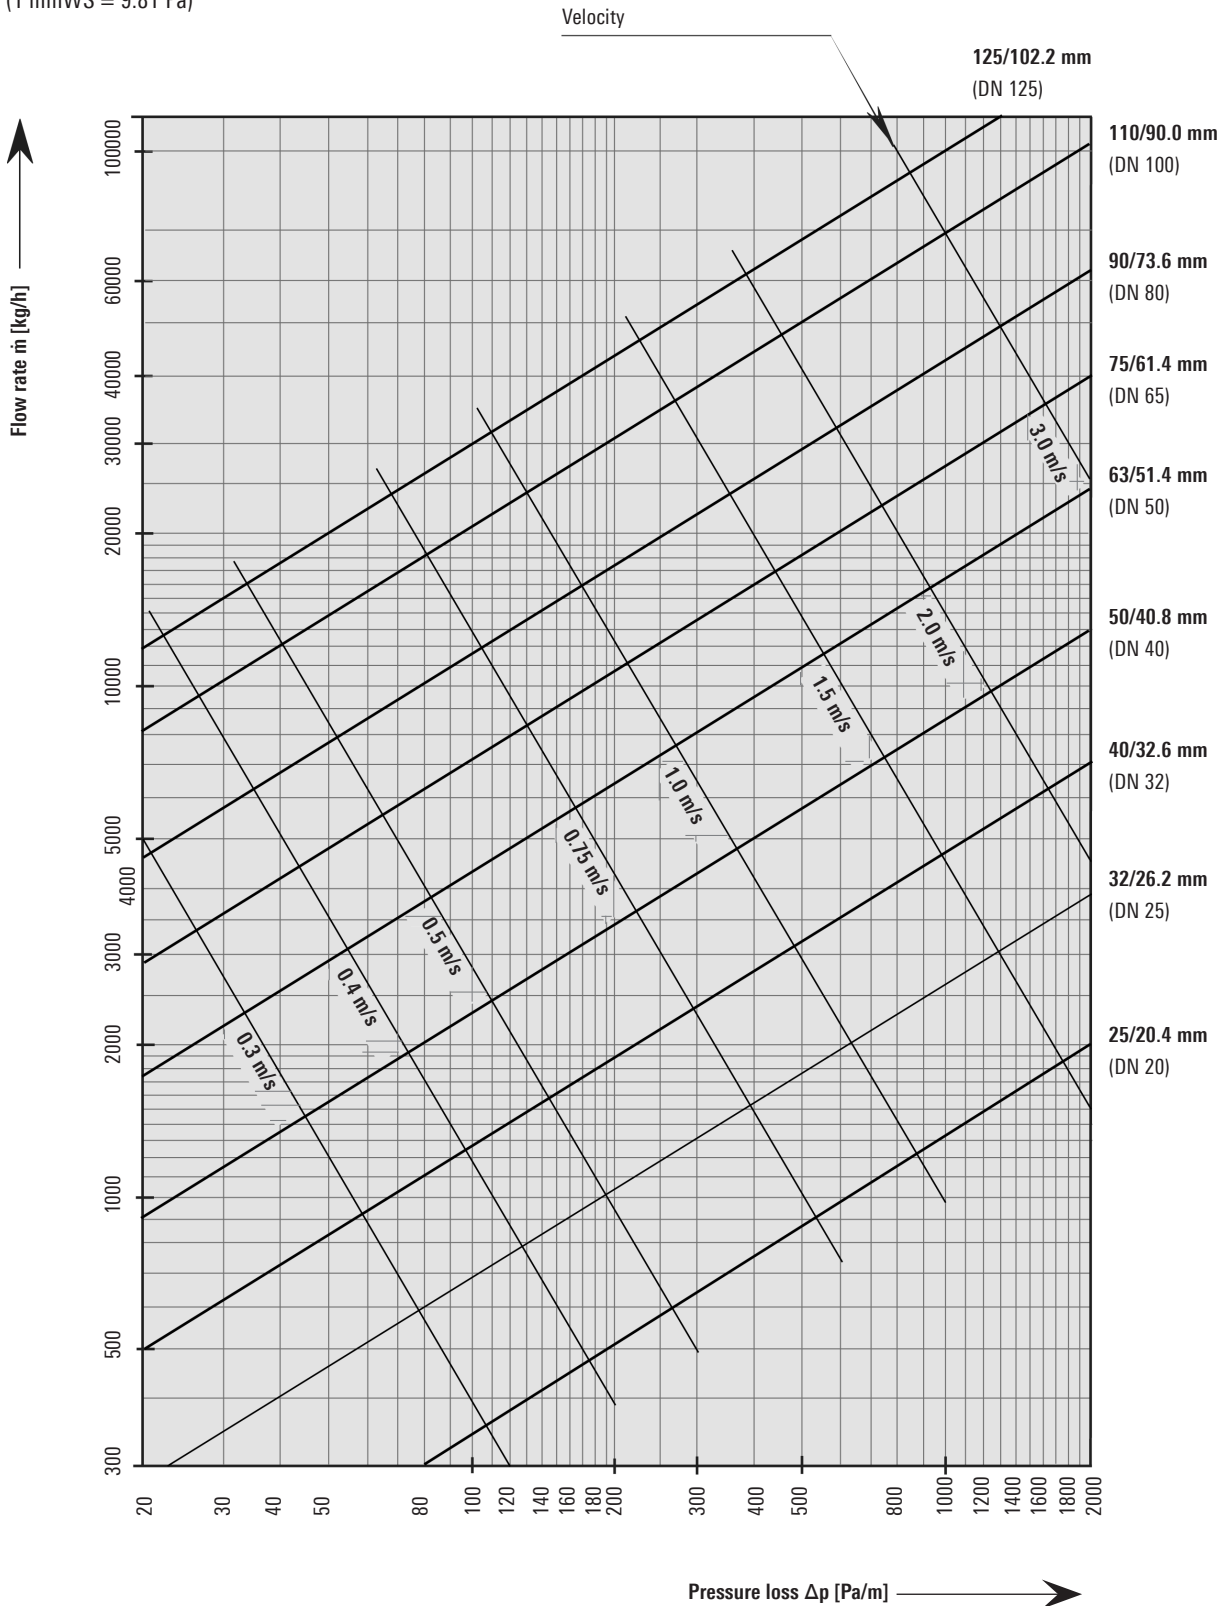 (1 mmWS = 9.81 Pa)
Velocity
125/102.2 mm
(DN 125)
110/90.0 mm
(DN 100)
90/73.6 mm
(DN 80)
75/61.4 mm
(DN 65)
63/51.4 mm
(DN 50)
50/40.8 mm
(DN 40)
40/32.6 mm
(DN 32)
32/26.2 mm
(DN 25)
25/20.4 mm
(DN 20)
Flow rate ṁ [kg/h]
100000
60000
40000
30000
20000
10000
5000
4000
3000
2000
1000
500
300
3.0 m/s
2.0 m/s
1.5 m/s
1.0 m/s
0.75 m/s
0.5 m/s
0.4 m/s
0.3 m/s
20 30 40 50 80 100 120 140 160 180 200 300 400 500 800 1000 1200 1400 1600 1800 2000
Pressure loss Δp [Pa/m]